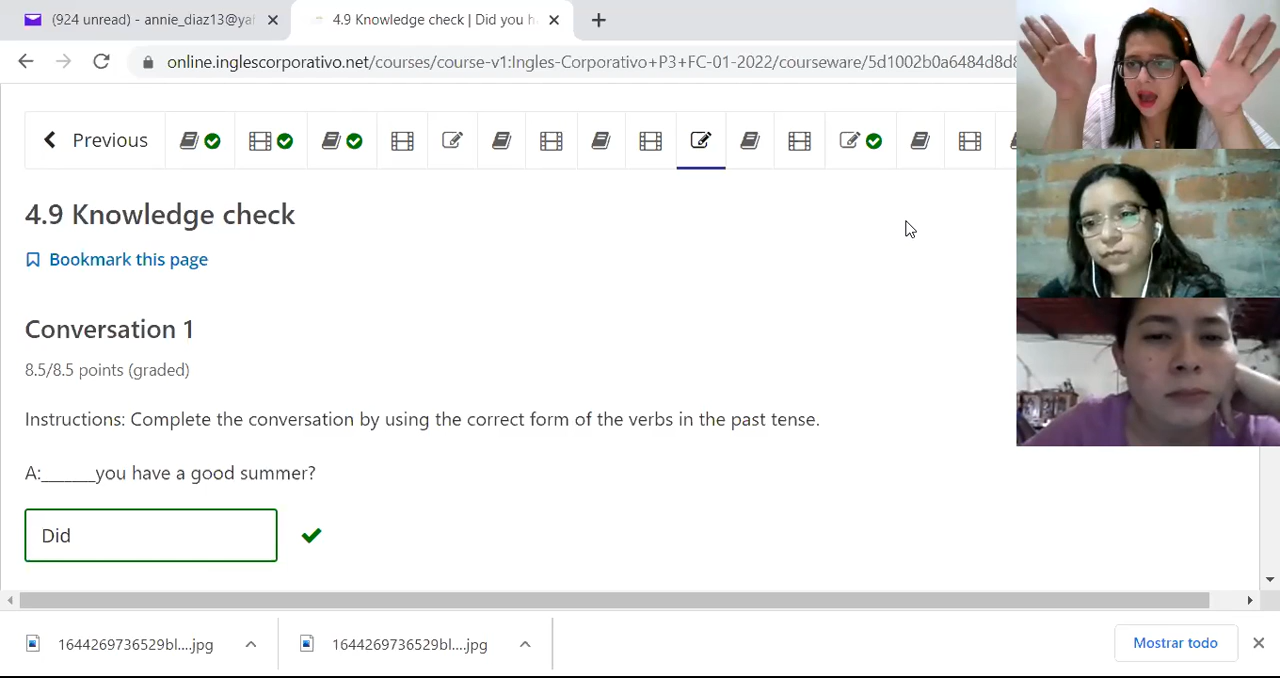 (924 unread) - annie_diaz13@yal
4.9 Knowledge check | Did you h
online.inglescorporativo.net/courses/course-v1:Ingles-Corporativo+P3+FC-01-2022/courseware/5d1002b0a6484d8d8
Previous
4.9 Knowledge check
Bookmark this page
Conversation 1
8.5/8.5 points (graded)
Instructions: Complete the conversation by using the correct form of the verbs in the past tense.
A:______you have a good summer?
Did
1644269736529bl....jpg
1644269736529bl....jpg
Mostrar todo